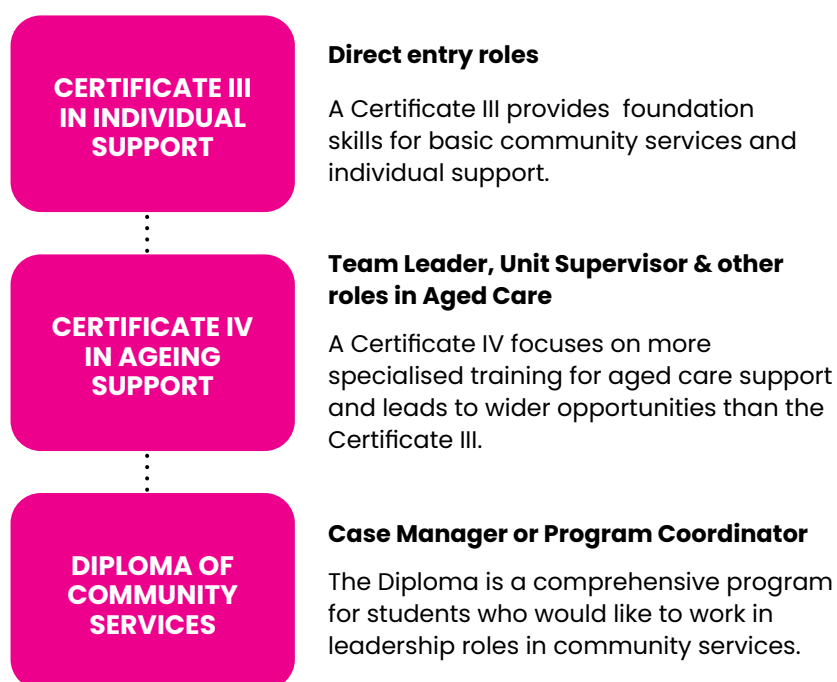 CERTIFICATE III
IN INDIVIDUAL
SUPPORT
Direct entry roles
A Certificate III provides  foundation
skills for basic community services and
individual support.
CERTIFICATE IV
IN AGEING
SUPPORT
Team Leader, Unit Supervisor & other
roles in Aged Care
A Certificate IV focuses on more
specialised training for aged care support
and leads to wider opportunities than the
Certificate III.
DIPLOMA OF
COMMUNITY
SERVICES
Case Manager or Program Coordinator
The Diploma is a comprehensive program
for students who would like to work in
leadership roles in community services.